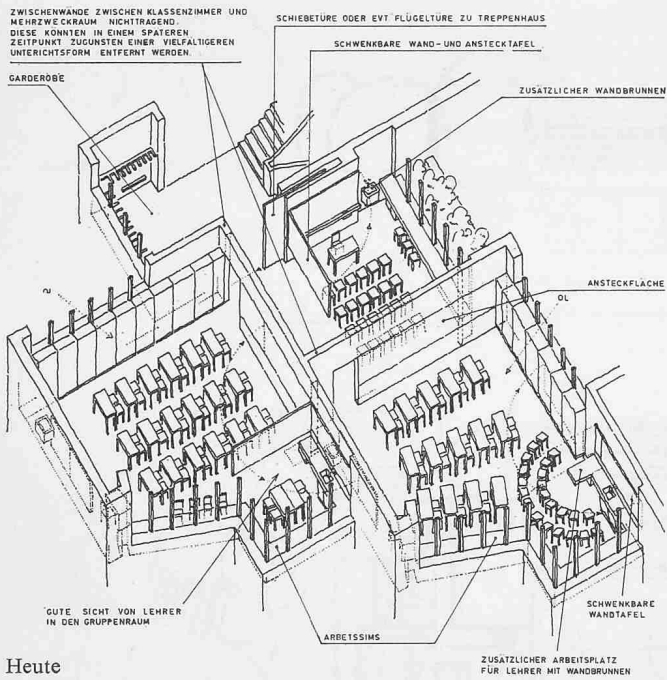 ZWISCHENWÄNDE ZWISCHEN KLASSENZIMMER UND
MEHRZWECKRAUM NICHTTRAGEND.
DIESE KÖNNTEN IN EINEM SPÄTEREN
ZEITPUNKT ZUGUNSTEN EINER VIELFÄLTIGEREN
UNTERICHTSFORM ENTFERNT WERDEN.
SCHIEBETÜRE ODER EVT. FLÜGELTÜRE ZU TREPPENHAUS
SCHWENKBARE WAND- UND ANSTECKTAFEL
GARDEROBE
ZUSÄTZLICHER WANDBRUNNEN
ANSTECKFLÄCHE
GUTE SICHT VON LEHRER
IN DEN GRUPPENRAUM
ARBEITSSIMS
SCHWENKBARE
WANDTAFEL
ZUSÄTZLICHER ARBEITSPLATZ
FÜR LEHRER MIT WANDBRUNNEN
Heute